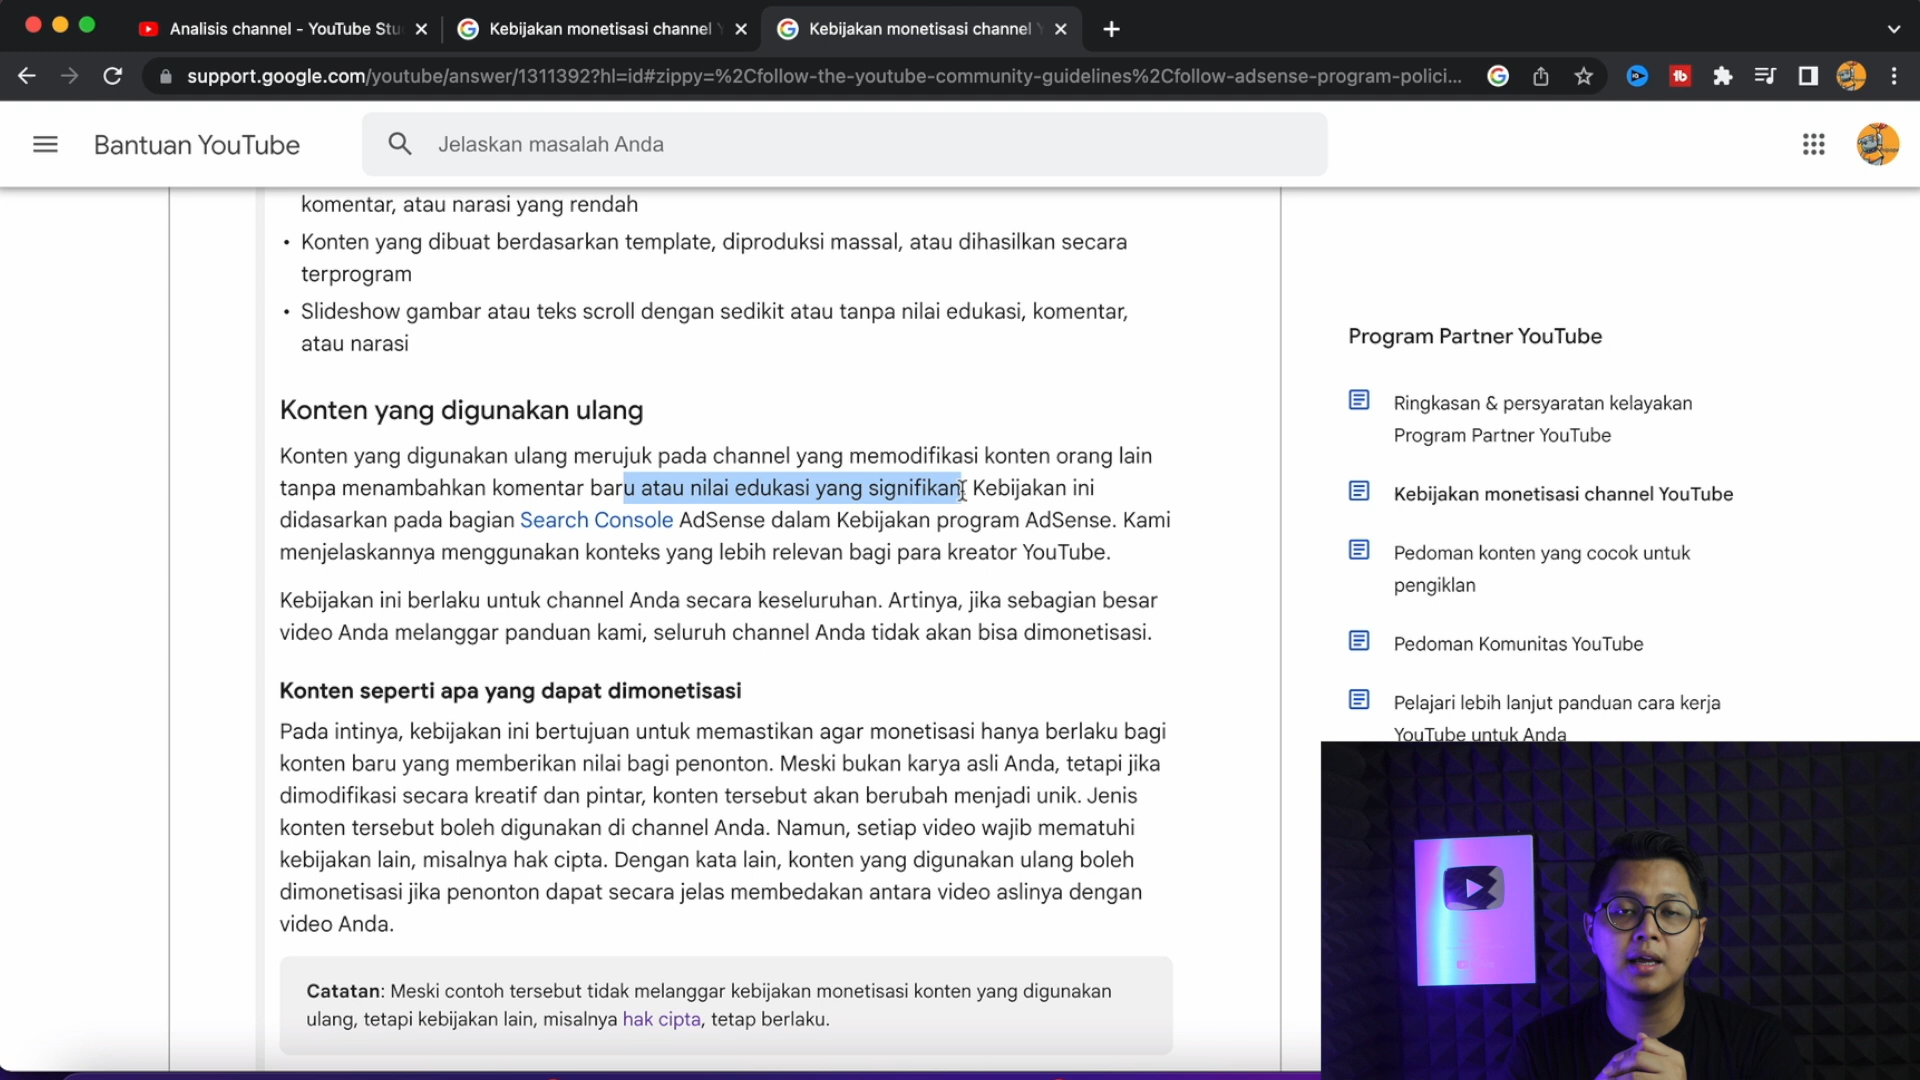 Analisis channel - YouTube Stu
Kebijakan monetisasi channel
Kebijakan monetisasi channel
support.google.com/youtube/answer/1311392?hl=id#zippy=%2Cfollow-the-youtube-community-guidelines%2Cfollow-adsense-program-polici...
Bantuan YouTube
Jelaskan masalah Anda
komentar, atau narasi yang rendah
• Konten yang dibuat berdasarkan template, diproduksi massal, atau dihasilkan secara
terprogram
• Slideshow gambar atau teks scroll dengan sedikit atau tanpa nilai edukasi, komentar,
atau narasi
Konten yang digunakan ulang
Konten yang digunakan ulang merujuk pada channel yang memodifikasi konten orang lain
tanpa menambahkan komentar baru atau nilai edukasi yang signifikan. Kebijakan ini
didasarkan pada bagian Search Console AdSense dalam Kebijakan program AdSense. Kami
menjelaskannya menggunakan konteks yang lebih relevan bagi para kreator YouTube.
Kebijakan ini berlaku untuk channel Anda secara keseluruhan. Artinya, jika sebagian besar
video Anda melanggar panduan kami, seluruh channel Anda tidak akan bisa dimonetisasi.
Konten seperti apa yang dapat dimonetisasi
Pada intinya, kebijakan ini bertujuan untuk memastikan agar monetisasi hanya berlaku bagi
konten baru yang memberikan nilai bagi penonton. Meski bukan karya asli Anda, tetapi jika
dimodifikasi secara kreatif dan pintar, konten tersebut akan berubah menjadi unik. Jenis
konten tersebut boleh digunakan di channel Anda. Namun, setiap video wajib mematuhi
kebijakan lain, misalnya hak cipta. Dengan kata lain, konten yang digunakan ulang boleh
dimonetisasi jika penonton dapat secara jelas membedakan antara video aslinya dengan
video Anda.
Catatan: Meski contoh tersebut tidak melanggar kebijakan monetisasi konten yang digunakan
ulang, tetapi kebijakan lain, misalnya hak cipta, tetap berlaku.
Program Partner YouTube
Ringkasan & persyaratan kelayakan
Program Partner YouTube
Kebijakan monetisasi channel YouTube
Pedoman konten yang cocok untuk
pengiklan
Pedoman Komunitas YouTube
Pelajari lebih lanjut panduan cara kerja
YouTube untuk Anda